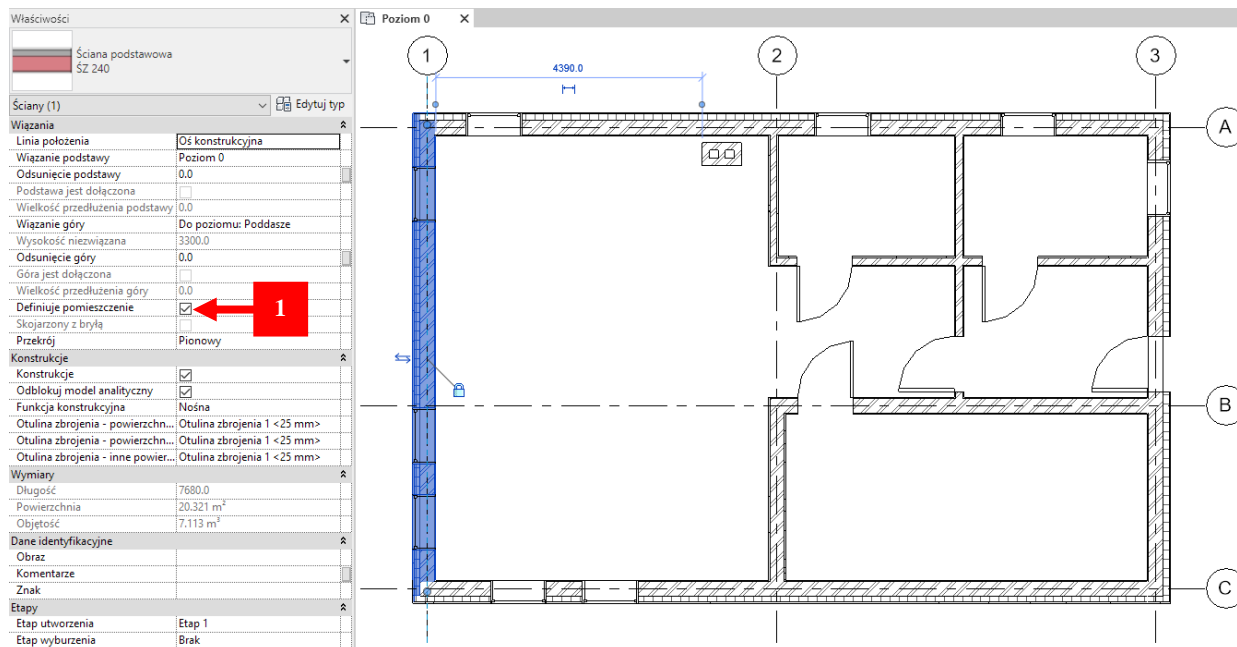 Właściwości
Ściana podstawowa
ŚZ 240
Ściany (1) Edytuj typ
Wiązania
Linia położenia Oś konstrukcyjna
Wiązanie podstawy Poziom 0
Odsunięcie podstawy 0.0
Podstawa jest dołączona
Wielkość przedłużenia podstawy 0.0
Wiązanie góry Do poziomu: Poddasze
Wysokość niezwiązana 3300.0
Odsunięcie góry 0.0
Góra jest dołączona
Wielkość przedłużenia góry 0.0
Definiuje pomieszczenie
1
Skojarzony z bryłą
Przekrój Pionowy
Konstrukcje
Konstrukcje
Odblokuj model analityczny
Funkcja konstrukcyjna Nośna
Otulina zbrojenia - powierzchn... Otulina zbrojenia 1 <25 mm>
Otulina zbrojenia - powierzchn... Otulina zbrojenia 1 <25 mm>
Otulina zbrojenia - inne powier... Otulina zbrojenia 1 <25 mm>
Wymiary
Długość 7680.0
Powierzchnia 20.321 m²
Objętość 7.113 m³
Dane identyfikacyjne
Obraz
Komentarze
Znak
Etapy
Etap utworzenia Etap 1
Etap wyburzenia Brak
Poziom 0
1
2
3
4390.0
A
B
C